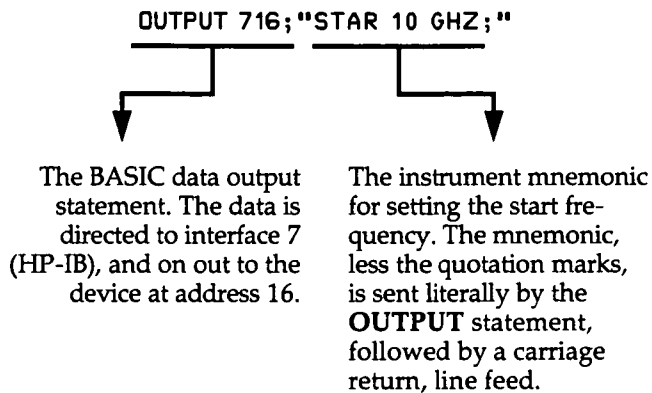 OUTPUT 716;"STAR 10 GHZ;"
The BASIC data output
statement. The data is
directed to interface 7
(HP-IB), and on out to the
device at address 16.
The instrument mnemonic
for setting the start fre-
quency. The mnemonic,
less the quotation marks,
is sent literally by the
OUTPUT statement,
followed by a carriage
return, line feed.